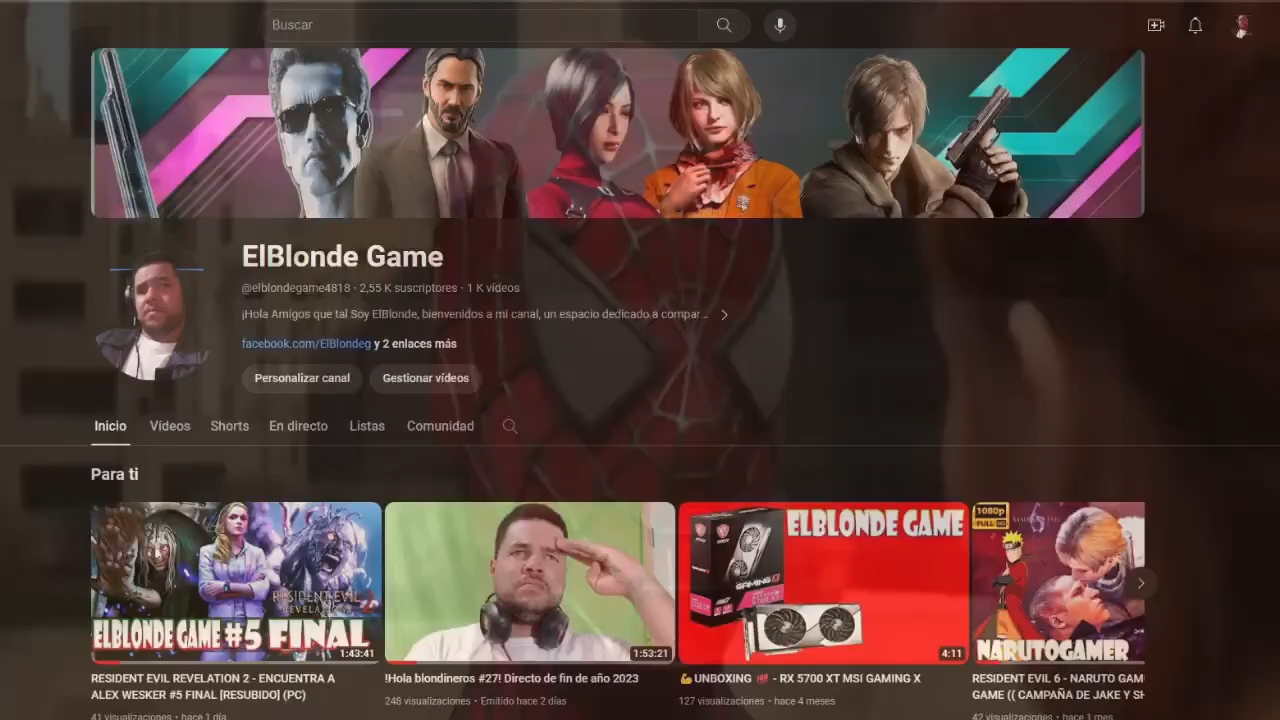 Buscar
ElBlonde Game
@elblondegame4818 · 2,55 K suscriptores · 1 K vídeos
¡Hola Amigos que tal Soy ElBlonde, bienvenidos a mi canal, un espacio dedicado a compar...
facebook.com/ElBlondeg y 2 enlaces más
Personalizar canal Gestionar vídeos
Inicio Vídeos Shorts En directo Listas Comunidad
Para ti
RESIDENT EVIL
REVELATIONS
ELBLONDE GAME #5 FINAL
1:43:41
1:53:21
ELBLONDE GAME
GAMING X
4:11
1080p
FULL HD
NARUTOGAMER
RESIDENT EVIL REVELATION 2 - ENCUENTRA A
ALEX WESKER #5 FINAL [RESUBIDO] (PC)
41 visualizaciones · hace 1 día
!Hola blondineros #27! Directo de fin de año 2023
248 visualizaciones · Emitido hace 2 días
💪UNBOXING 💯 - RX 5700 XT MSI GAMING X
127 visualizaciones · hace 4 meses
RESIDENT EVIL 6 - NARUTO GAM
GAME (( CAMPAÑA DE JAKE Y SH
42 visualizaciones · hace 1 mes